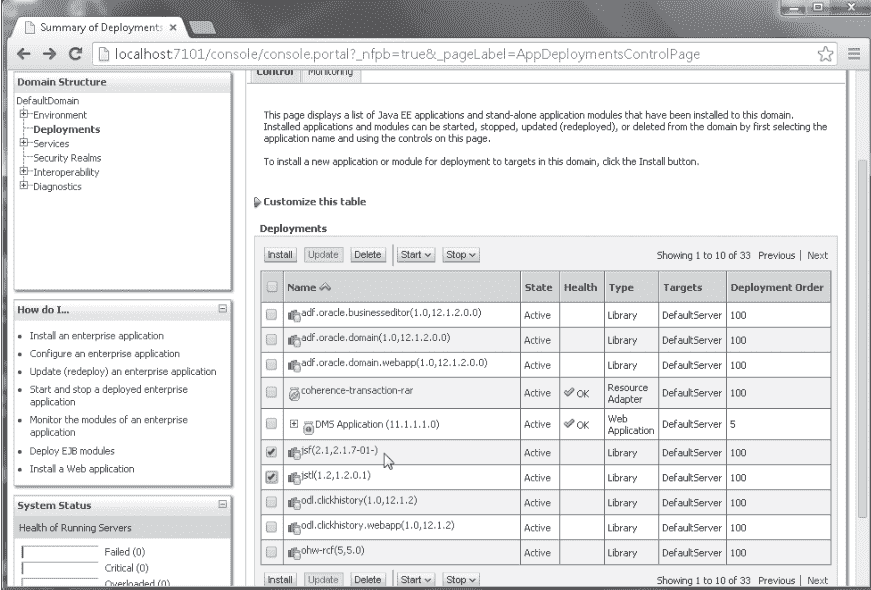 Summary of Deployments
localhost:7101/console/console.portal?_nfpb=true&_pageLabel=AppDeploymentsControlPage
Domain Structure
DefaultDomain
Environment
Deployments
Services
Security Realms
Interoperability
Diagnostics
How do I...
Install an enterprise application
Configure an enterprise application
Update (redeploy) an enterprise application
Start and stop a deployed enterprise
application
Monitor the modules of an enterprise
application
Deploy EJB modules
Install a Web application
System Status
Health of Running Servers
Failed (0)
Critical (0)
Overloaded (0)
Control Monitoring
This page displays a list of Java EE applications and stand-alone application modules that have been installed to this domain.
Installed applications and modules can be started, stopped, updated (redeployed), or deleted from the domain by first selecting the
application name and using the controls on this page.
To install a new application or module for deployment to targets in this domain, click the Install button.
Customize this table
Deployments
Install Update Delete Start Stop Showing 1 to 10 of 33 Previous | Next
Name State Health Type Targets Deployment Order
adf.oracle.businesseditor(1.0,12.1.2.0.0) Active Library DefaultServer 100
adf.oracle.domain(1.0,12.1.2.0.0) Active Library DefaultServer 100
adf.oracle.domain.webapp(1.0,12.1.2.0.0) Active Library DefaultServer 100
coherence-transaction-rar Active OK Resource
Adapter DefaultServer 100
DMS Application (11.1.1.1.0) Active OK Web
Application DefaultServer 5
jsf(2.1,2.1.7-01-) Active Library DefaultServer 100
jstl(1.2,1.2.0.1) Active Library DefaultServer 100
odl.clickhistory(1.0,12.1.2) Active Library DefaultServer 100
odl.clickhistory.webapp(1.0,12.1.2) Active Library DefaultServer 100
ohw-rcf(5,5.0) Active Library DefaultServer 100
Install Update Delete Start Stop Showing 1 to 10 of 33 Previous | Next